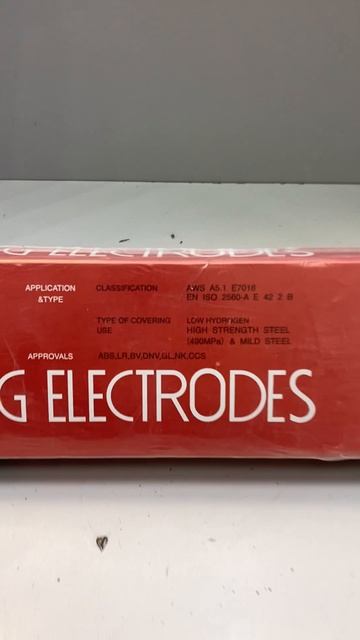 G ELECTRODES
APPLICATION CLASSIFICATION AWS A5.1 E7018
&TYPE EN ISO 2560-A E 42 2 B
TYPE OF COVERING LOW HYDROGEN
USE HIGH STRENGTH STEEL
(490MPa) & MILD STEEL
APPROVALS ABS,LR,BV,DNV,GL,NK,CCS
G ELECTRODES